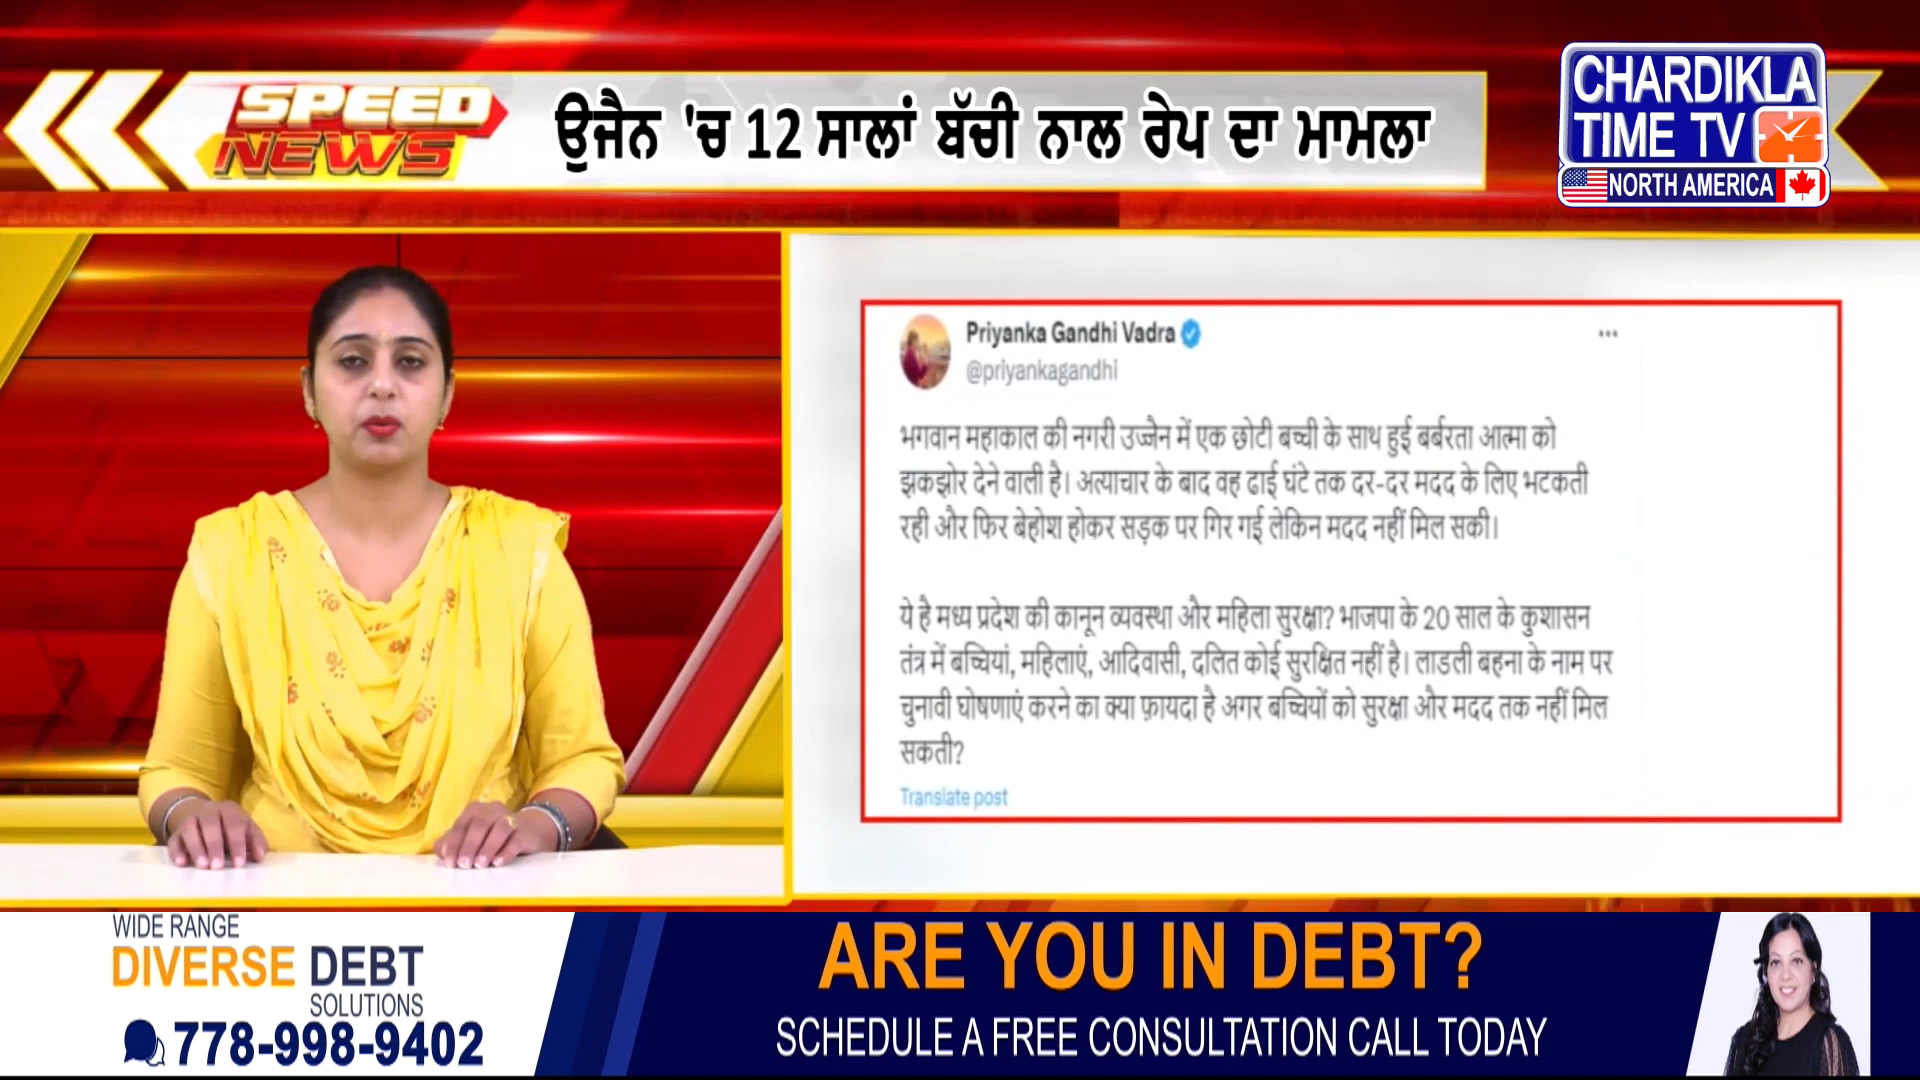 SPEED
NEWS
ਉਜੈਨ 'ਚ 12 ਸਾਲਾਂ ਬੱਚੀ ਨਾਲ ਰੇਪ ਦਾ ਮਾਮਲਾ
CHARDIKLA
TIME TV
NORTH AMERICA
Priyanka Gandhi Vadra
@priyankagandhi
भगवान महाकाल की नगरी उज्जैन में एक छोटी बच्ची के साथ हुई बर्बरता आत्मा को
झकझोर देने वाली है। अत्याचार के बाद वह ढाई घंटे तक दर-दर मदद के लिए भटकती
रही और फिर बेहोश होकर सड़क पर गिर गई लेकिन मदद नहीं मिल सकी।
ये है मध्य प्रदेश की कानून व्यवस्था और महिला सुरक्षा? भाजपा के 20 साल के कुशासन
तंत्र में बच्चियां, महिलाएं, आदिवासी, दलित कोई सुरक्षित नहीं है। लाडली बहना के नाम पर
चुनावी घोषणाएं करने का क्या फ़ायदा है अगर बच्चियों को सुरक्षा और मदद तक नहीं मिल
सकती?
Translate post
WIDE RANGE
DIVERSE DEBT
SOLUTIONS
778-998-9402
ARE YOU IN DEBT?
SCHEDULE A FREE CONSULTATION CALL TODAY